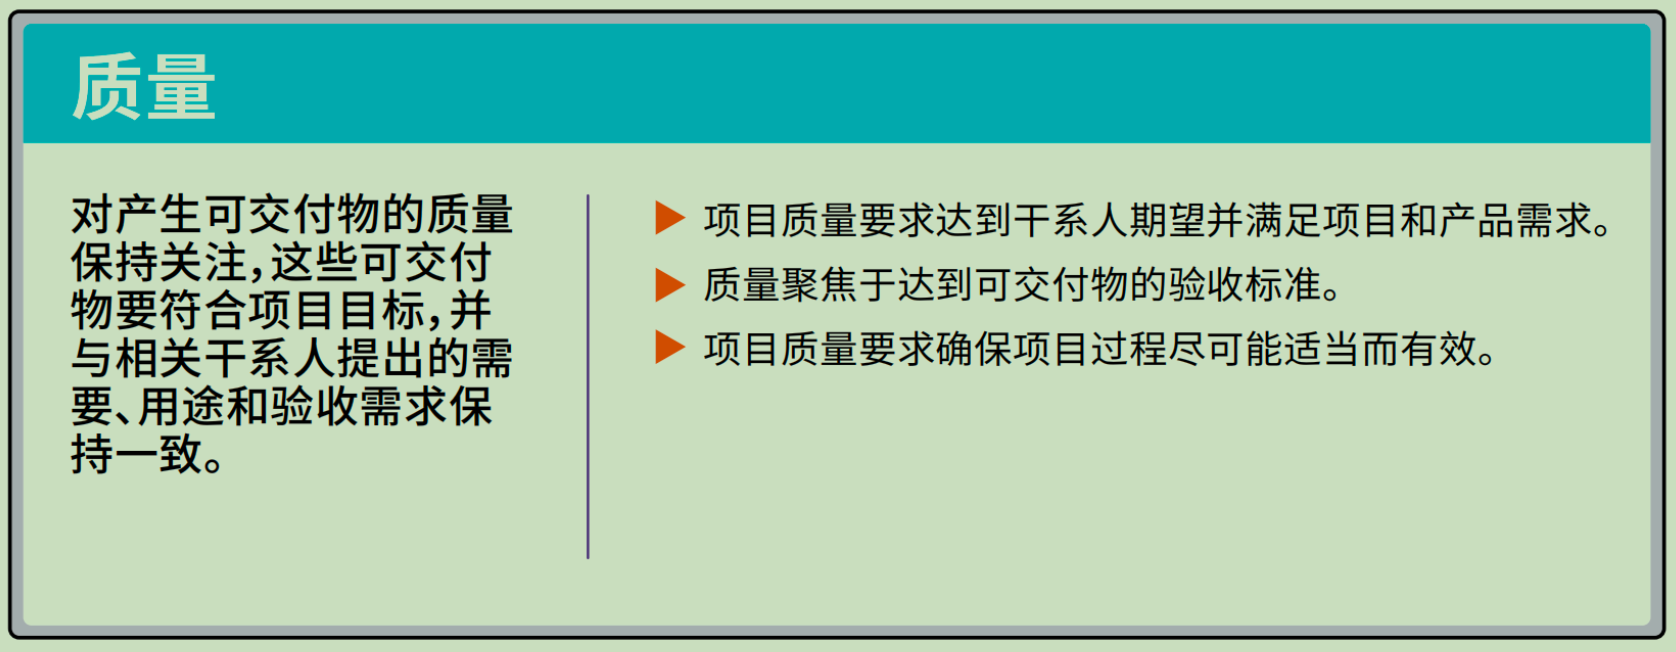 质量
对产生可交付物的质量
保持关注，这些可交付
物要符合项目目标，并
与相关干系人提出的需
要、用途和验收需求保
持一致。
项目质量要求达到干系人期望并满足项目和产品需求。
质量聚焦于达到可交付物的验收标准。
项目质量要求确保项目过程尽可能适当而有效。